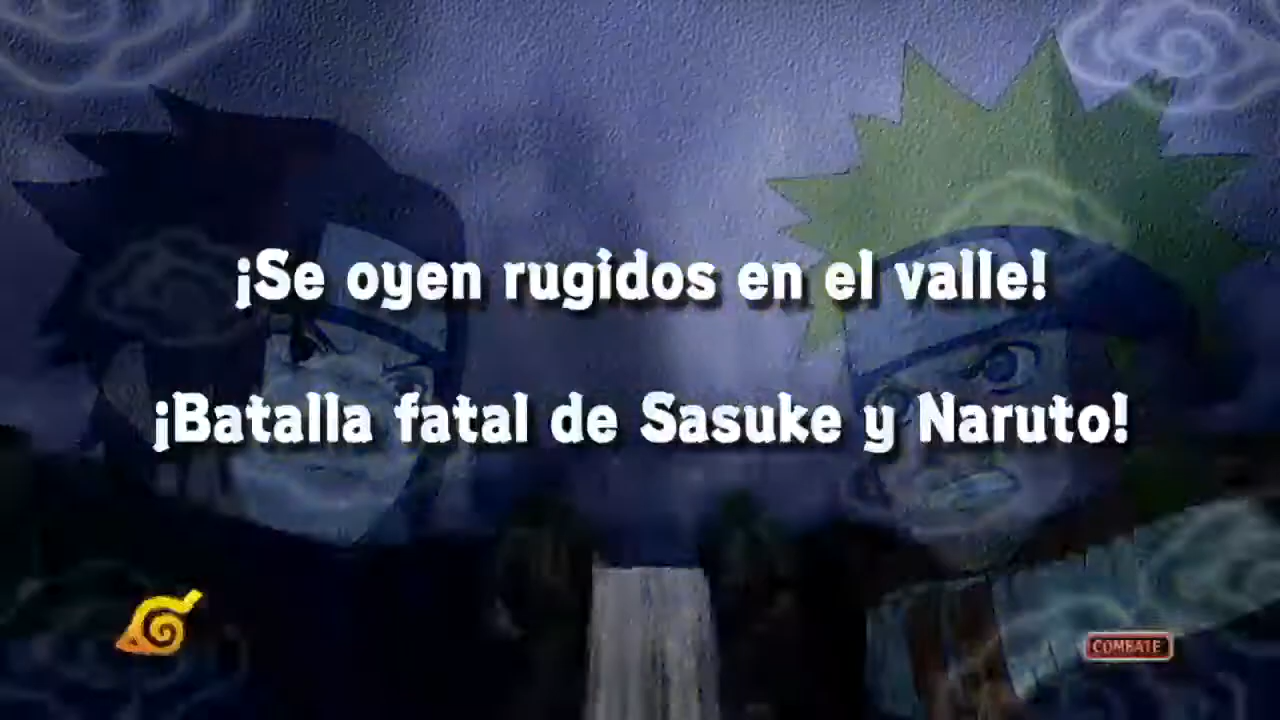 ¡Se oyen rugidos en el valle!
¡Batalla fatal de Sasuke y Naruto!
COMBATE